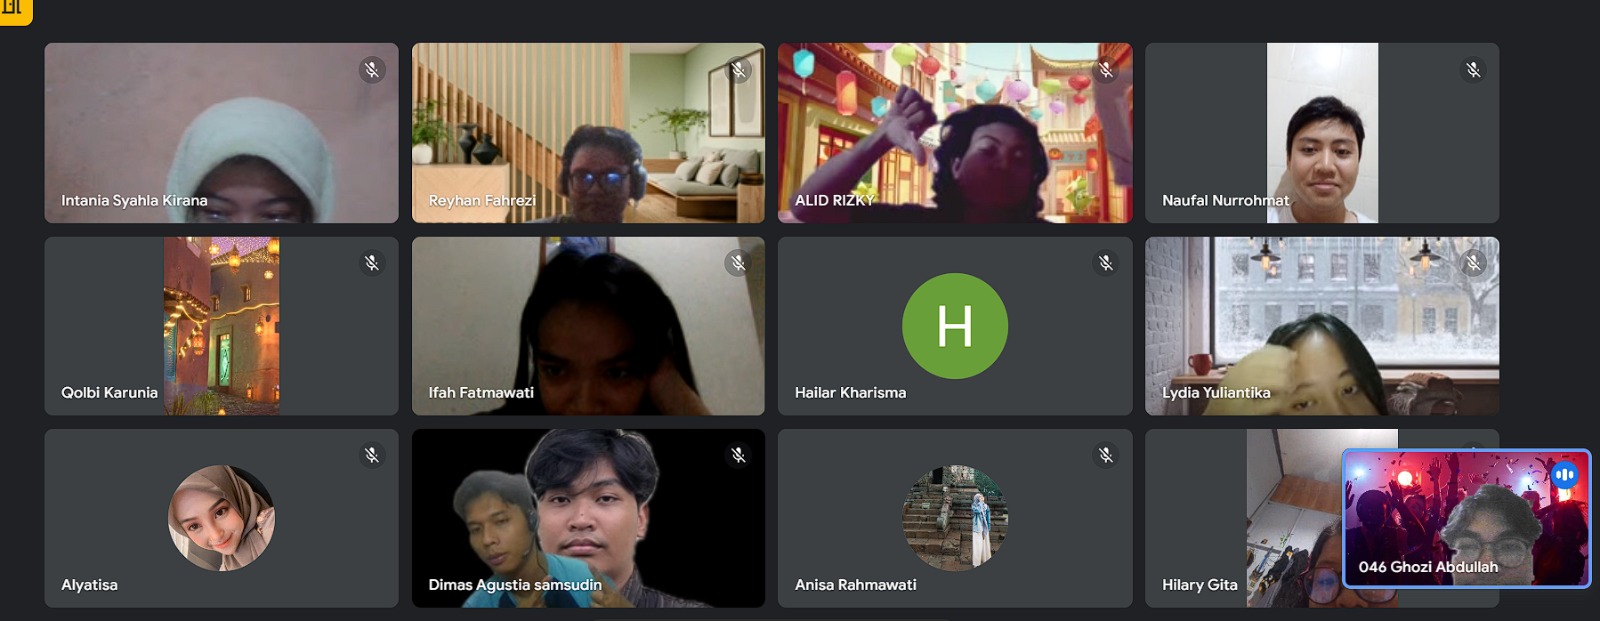 Intania Syahla Kirana
Reyhan Fahrezi
ALID RIZKY
Naufal Nurrohmat
Qolbi Karunia
Ifah Fatmawati
H
Hailar Kharisma
Lydia Yuliantika
Alyatisa
Dimas Agustia samsudin
Anisa Rahmawati
Hilary Gita
046 Ghozi Abdullah